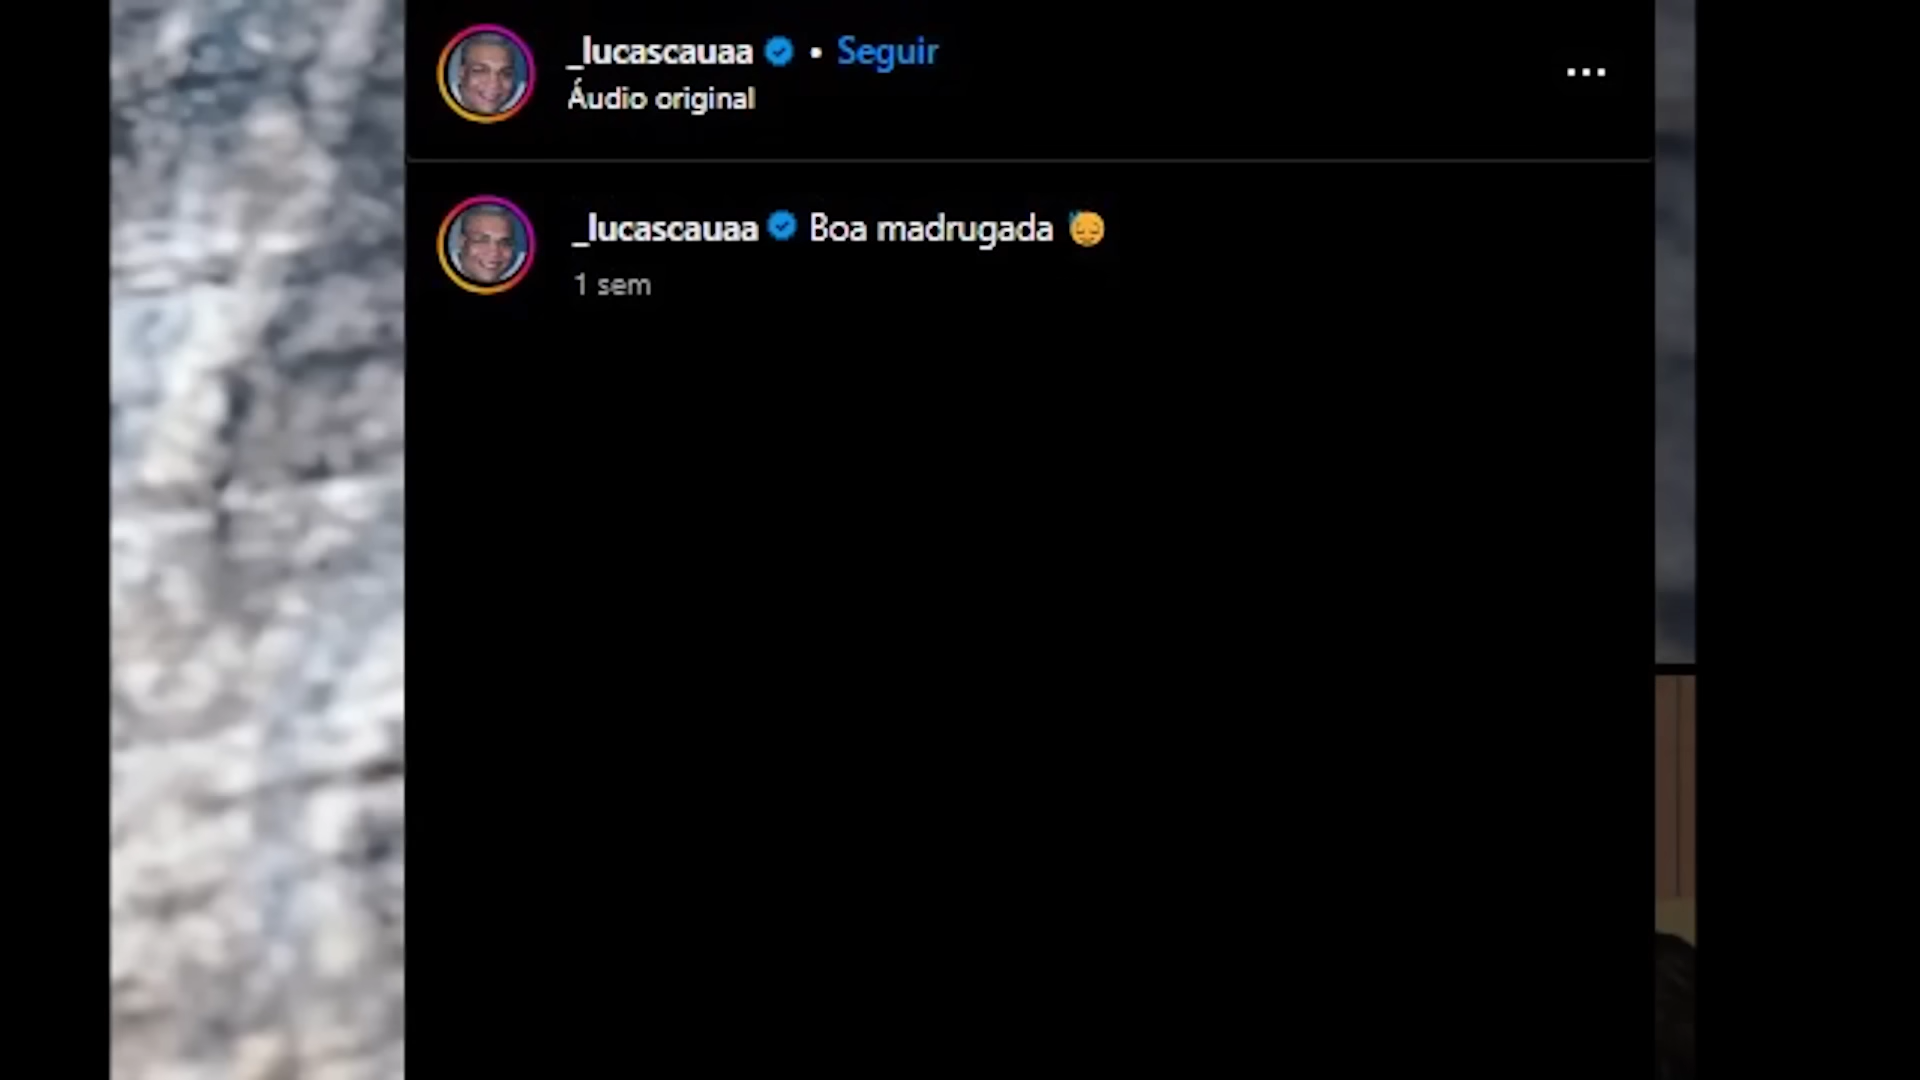 _lucascauaa • Seguir
Áudio original
_lucascauaa Boa madrugada 😓
1 sem